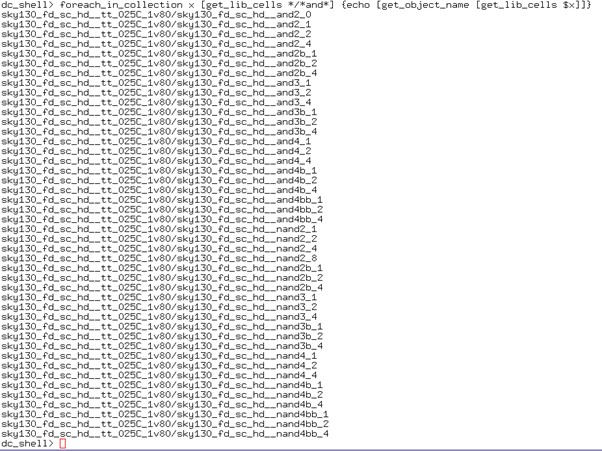 dc_shell> foreach_in_collection x [get_lib_cells */*and*] {echo [get_object_name [get_lib_cells $x]]}
sky130_fd_sc_hd__tt_025C_1v80/sky130_fd_sc_hd__and2_0
sky130_fd_sc_hd__tt_025C_1v80/sky130_fd_sc_hd__and2_1
sky130_fd_sc_hd__tt_025C_1v80/sky130_fd_sc_hd__and2_2
sky130_fd_sc_hd__tt_025C_1v80/sky130_fd_sc_hd__and2_4
sky130_fd_sc_hd__tt_025C_1v80/sky130_fd_sc_hd__and2b_1
sky130_fd_sc_hd__tt_025C_1v80/sky130_fd_sc_hd__and2b_2
sky130_fd_sc_hd__tt_025C_1v80/sky130_fd_sc_hd__and2b_4
sky130_fd_sc_hd__tt_025C_1v80/sky130_fd_sc_hd__and3_1
sky130_fd_sc_hd__tt_025C_1v80/sky130_fd_sc_hd__and3_2
sky130_fd_sc_hd__tt_025C_1v80/sky130_fd_sc_hd__and3_4
sky130_fd_sc_hd__tt_025C_1v80/sky130_fd_sc_hd__and3b_1
sky130_fd_sc_hd__tt_025C_1v80/sky130_fd_sc_hd__and3b_2
sky130_fd_sc_hd__tt_025C_1v80/sky130_fd_sc_hd__and3b_4
sky130_fd_sc_hd__tt_025C_1v80/sky130_fd_sc_hd__and4_1
sky130_fd_sc_hd__tt_025C_1v80/sky130_fd_sc_hd__and4_2
sky130_fd_sc_hd__tt_025C_1v80/sky130_fd_sc_hd__and4_4
sky130_fd_sc_hd__tt_025C_1v80/sky130_fd_sc_hd__and4b_1
sky130_fd_sc_hd__tt_025C_1v80/sky130_fd_sc_hd__and4b_2
sky130_fd_sc_hd__tt_025C_1v80/sky130_fd_sc_hd__and4b_4
sky130_fd_sc_hd__tt_025C_1v80/sky130_fd_sc_hd__and4bb_1
sky130_fd_sc_hd__tt_025C_1v80/sky130_fd_sc_hd__and4bb_2
sky130_fd_sc_hd__tt_025C_1v80/sky130_fd_sc_hd__and4bb_4
sky130_fd_sc_hd__tt_025C_1v80/sky130_fd_sc_hd__nand2_1
sky130_fd_sc_hd__tt_025C_1v80/sky130_fd_sc_hd__nand2_2
sky130_fd_sc_hd__tt_025C_1v80/sky130_fd_sc_hd__nand2_4
sky130_fd_sc_hd__tt_025C_1v80/sky130_fd_sc_hd__nand2_8
sky130_fd_sc_hd__tt_025C_1v80/sky130_fd_sc_hd__nand2b_1
sky130_fd_sc_hd__tt_025C_1v80/sky130_fd_sc_hd__nand2b_2
sky130_fd_sc_hd__tt_025C_1v80/sky130_fd_sc_hd__nand2b_4
sky130_fd_sc_hd__tt_025C_1v80/sky130_fd_sc_hd__nand3_1
sky130_fd_sc_hd__tt_025C_1v80/sky130_fd_sc_hd__nand3_2
sky130_fd_sc_hd__tt_025C_1v80/sky130_fd_sc_hd__nand3_4
sky130_fd_sc_hd__tt_025C_1v80/sky130_fd_sc_hd__nand3b_1
sky130_fd_sc_hd__tt_025C_1v80/sky130_fd_sc_hd__nand3b_2
sky130_fd_sc_hd__tt_025C_1v80/sky130_fd_sc_hd__nand3b_4
sky130_fd_sc_hd__tt_025C_1v80/sky130_fd_sc_hd__nand4_1
sky130_fd_sc_hd__tt_025C_1v80/sky130_fd_sc_hd__nand4_2
sky130_fd_sc_hd__tt_025C_1v80/sky130_fd_sc_hd__nand4_4
sky130_fd_sc_hd__tt_025C_1v80/sky130_fd_sc_hd__nand4b_1
sky130_fd_sc_hd__tt_025C_1v80/sky130_fd_sc_hd__nand4b_2
sky130_fd_sc_hd__tt_025C_1v80/sky130_fd_sc_hd__nand4b_4
sky130_fd_sc_hd__tt_025C_1v80/sky130_fd_sc_hd__nand4bb_1
sky130_fd_sc_hd__tt_025C_1v80/sky130_fd_sc_hd__nand4bb_2
sky130_fd_sc_hd__tt_025C_1v80/sky130_fd_sc_hd__nand4bb_4
dc_shell>